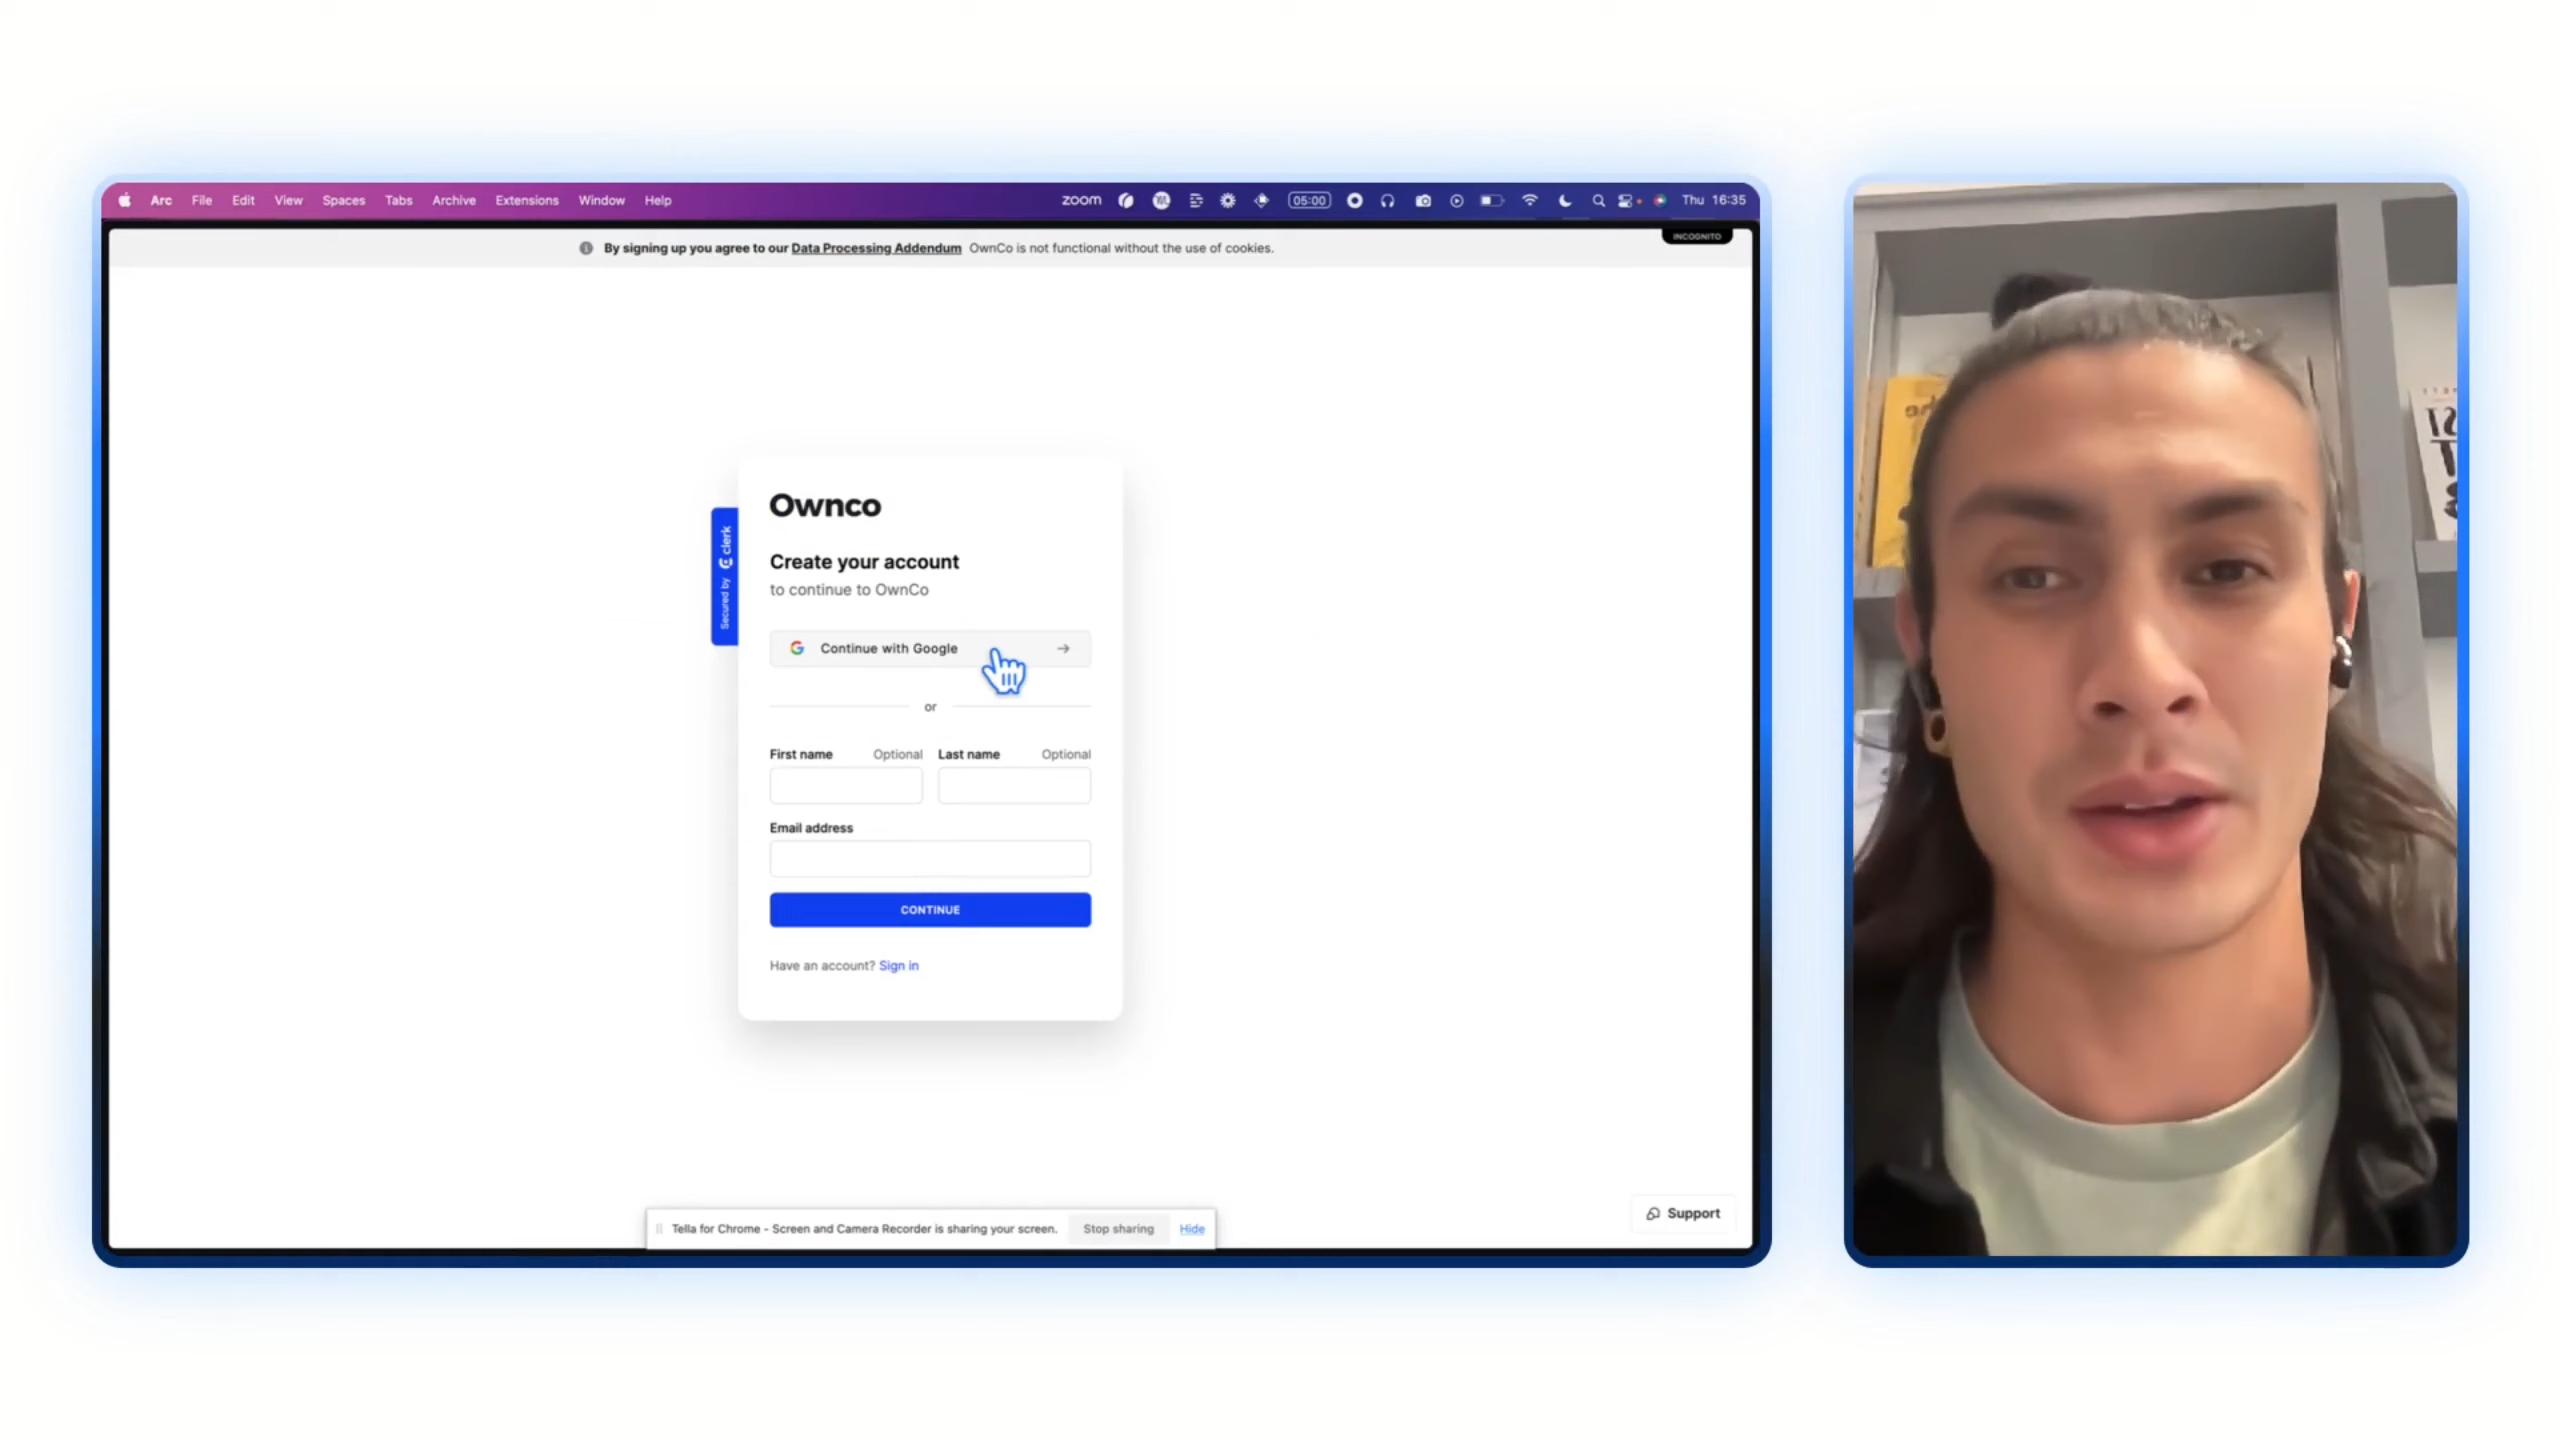 Arc File Edit View Spaces Tabs Archive Extensions Window Help zoom 05:00 Thu 16:35
INCOGNITO
By signing up you agree to our Data Processing Addendum OwnCo is not functional without the use of cookies.
Ownco
Secured by clerk
Create your account
to continue to OwnCo
Continue with Google
or
First name Optional Last name Optional
Email address
CONTINUE
Have an account? Sign in
Tella for Chrome - Screen and Camera Recorder is sharing your screen. Stop sharing Hide
Support